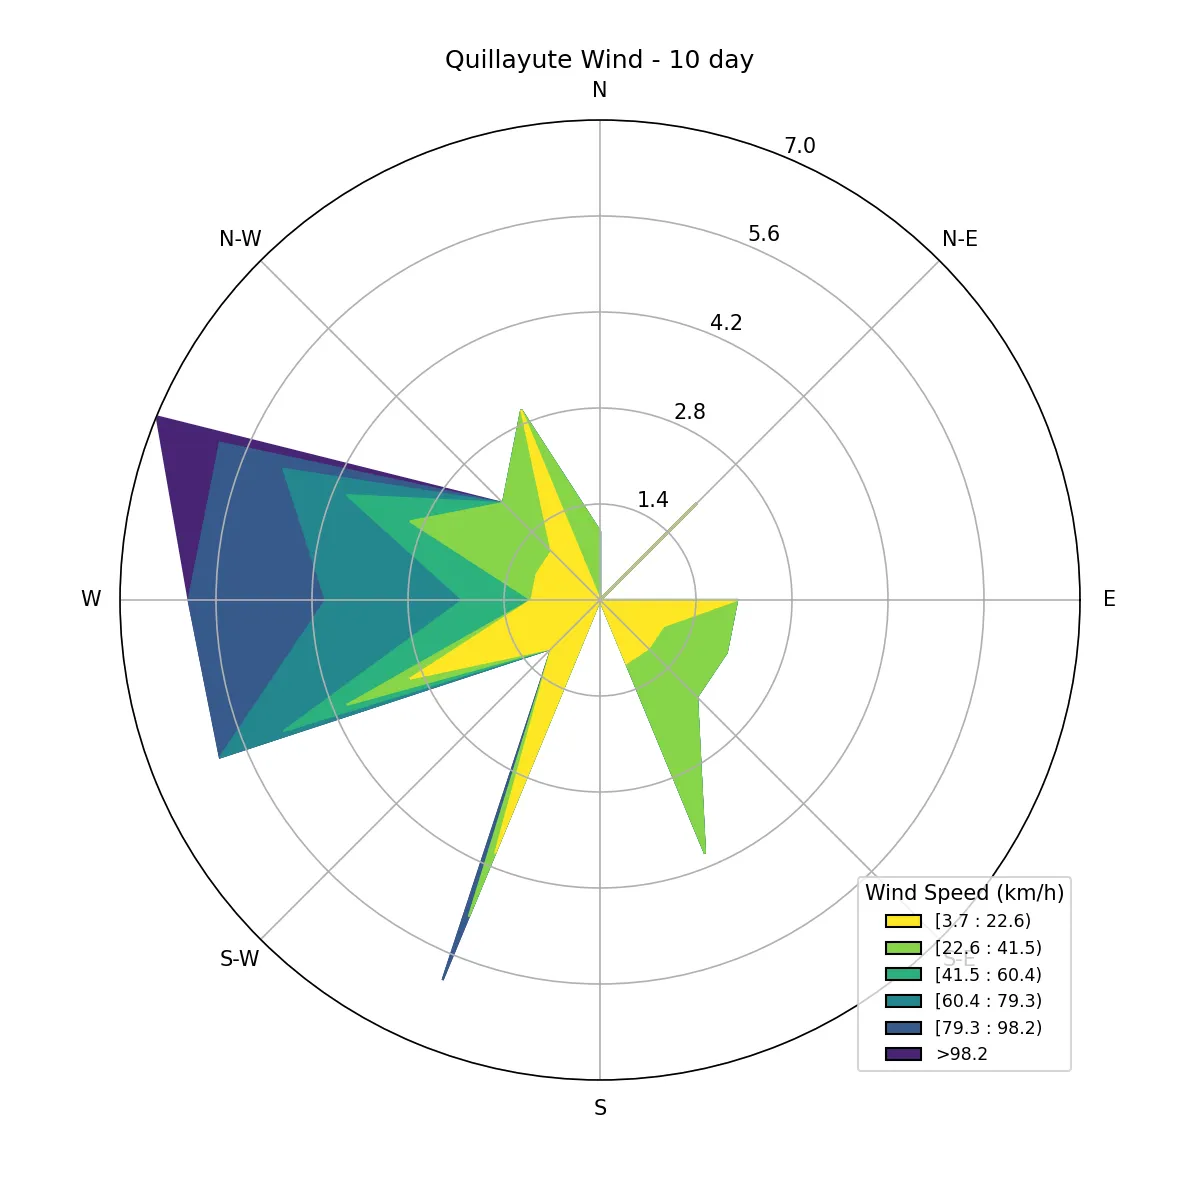 Quillayute Wind - 10 day
N
7.0
5.6
N-W
N-E
4.2
2.8
1.4
W
E
Wind Speed (km/h)
[3.7 : 22.6)
[22.6 : 41.5)
S-W
S-E
[41.5 : 60.4)
[60.4 : 79.3)
[79.3 : 98.2)
>98.2
S